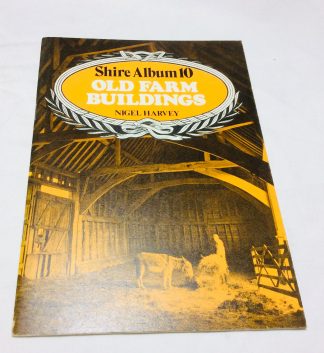 Shire Album 10
OLD FARM
BUILDINGS
NIGEL HARVEY